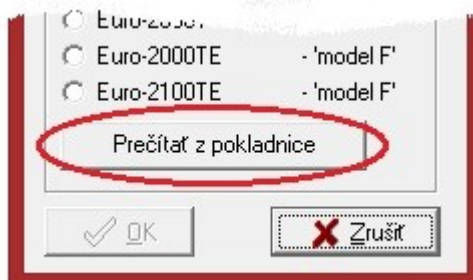 Euro-2000TE - 'model F'
Euro-2100TE - 'model F'
Prečítať z pokladnice
OK
Zrušiť